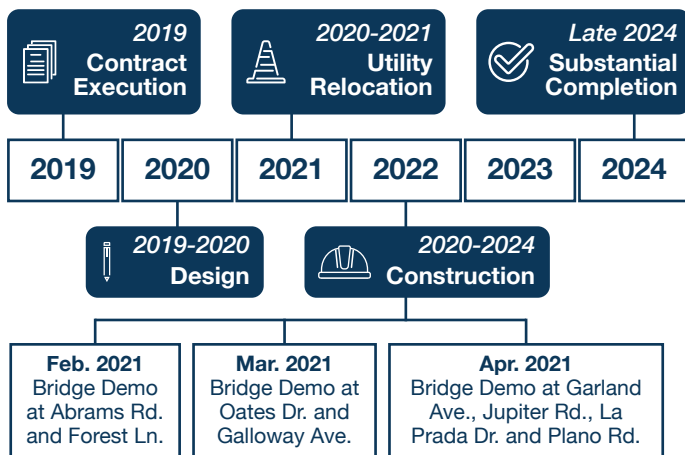 2019
Contract
Execution
2020-2021
Utility
Relocation
Late 2024
Substantial
Completion
2019
2020
2021
2022
2023
2024
2019-2020
Design
2020-2024
Construction
Feb. 2021
Bridge Demo
at Abrams Rd.
and Forest Ln.
Mar. 2021
Bridge Demo at
Oates Dr. and
Galloway Ave.
Apr. 2021
Bridge Demo at Garland
Ave., Jupiter Rd., La
Prada Dr. and Plano Rd.